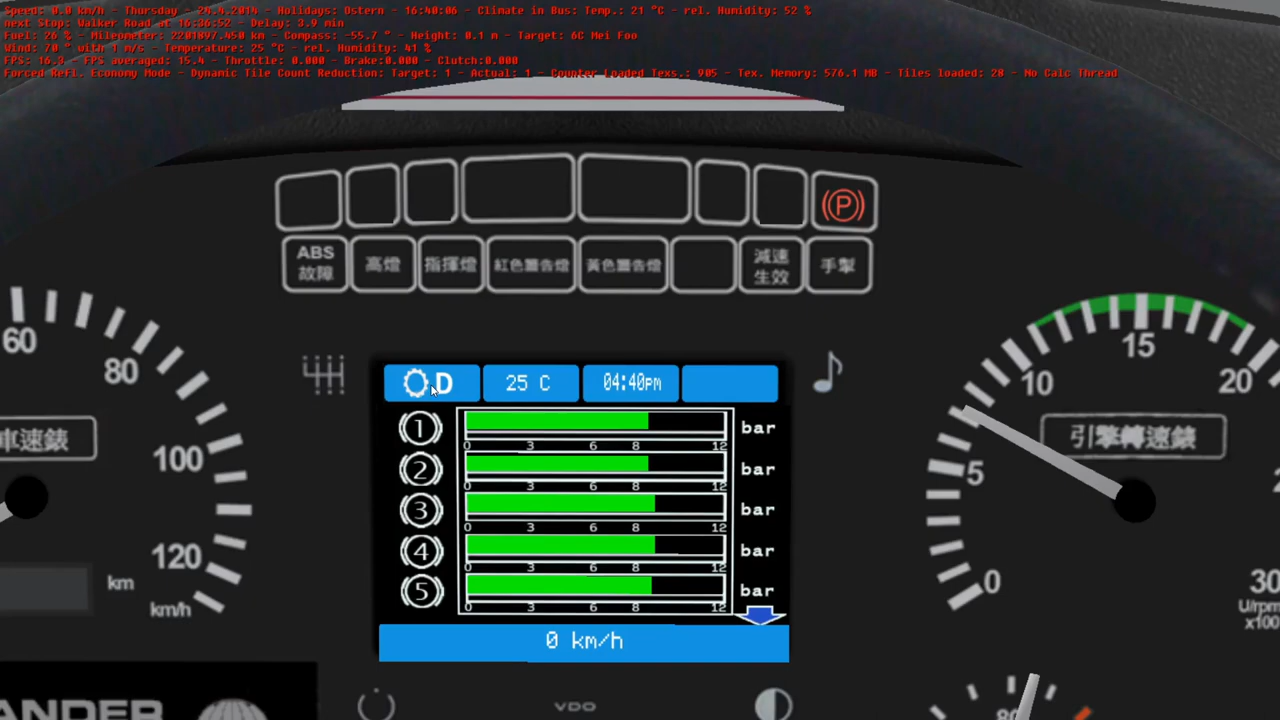 Speed: 0.0 km/h - Thursday - 24.4.2014 - Holidays: Ostern - 16:40:06 - Climate in Bus: Temp.: 21 °C - rel. Humidity: 52 %
next Stop: Walker Road at 16:36:52 - Delay: 3.9 min
Fuel: 26 % - Mileometer: 2201897.450 km - Compass: -55.7 ° - Height: 0.1 m - Target: 6C Mei Foo
Wind: 70 ° with 1 m/s - Temperature: 25 °C - rel. Humidity: 41 %
FPS: 16.3 - FPS averaged: 15.4 - Throttle: 0.000 - Brake:0.000 - Clutch:0.000
Forced Refl. Economy Mode - Dynamic Tile Count Reduction: Target: 1 - Actual: 1 - Counter Loaded Texs.: 905 - Tex. Memory: 576.1 MB - Tiles loaded: 28 - No Calc Thread
P
ABS 故障 高燈 指揮燈 紅色警告燈 黃色警告燈 減速生效 手掣
60 80 100 120
車速錶
km
km/h
D 25 C 04:40PM
1 bar
0 3 6 8 12
2 bar
0 3 6 8 12
3 bar
0 3 6 8 12
4 bar
0 3 6 8 12
5 bar
0 3 6 8 12
0 km/h
0 5 10 15 20 30
引擎轉速錶
U/rpm
x100
ANDER
VDO
80